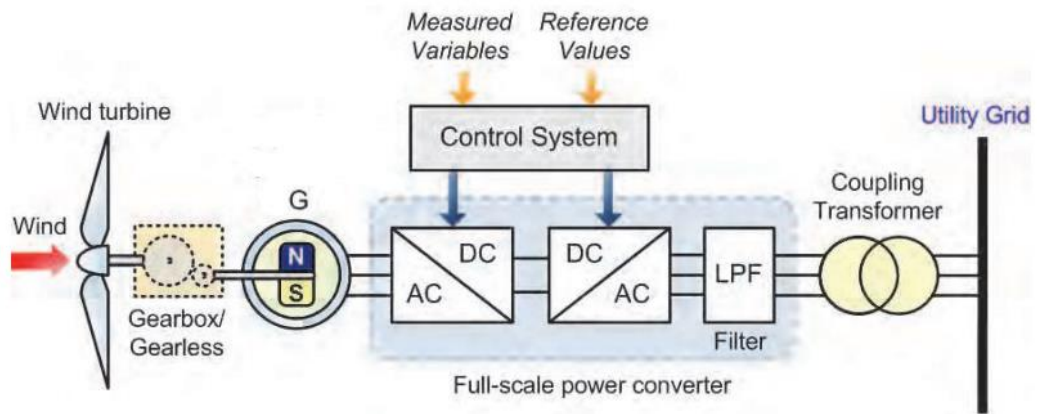 Measured
Variables
Reference
Values
Wind turbine
Control System
Utility Grid
G
Coupling
Transformer
Wind
N
S
DC
AC
DC
AC
LPF
Gearbox/
Gearless
Filter
Full-scale power converter